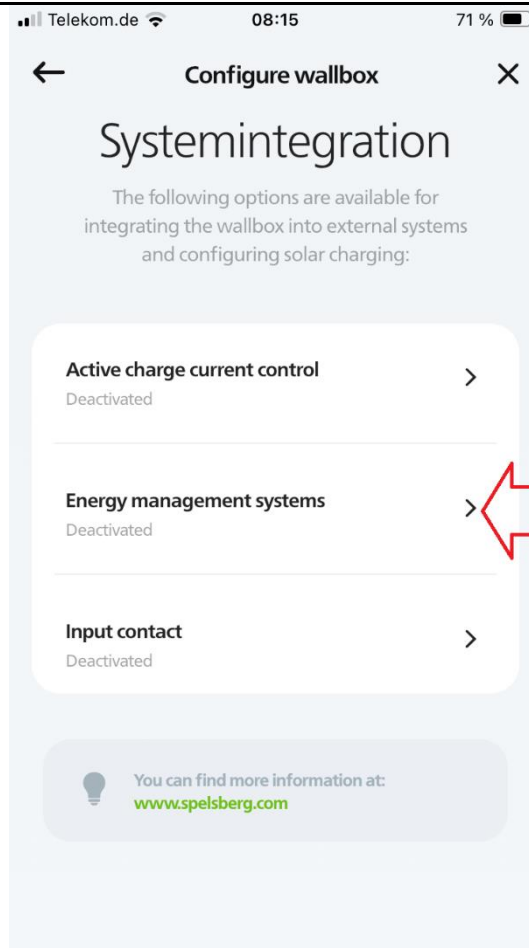 Telekom.de 08:15 71 %
Configure wallbox
Systemintegration
The following options are available for
integrating the wallbox into external systems
and configuring solar charging:
Active charge current control
Deactivated
Energy management systems
Deactivated
Input contact
Deactivated
You can find more information at:
www.spelsberg.com